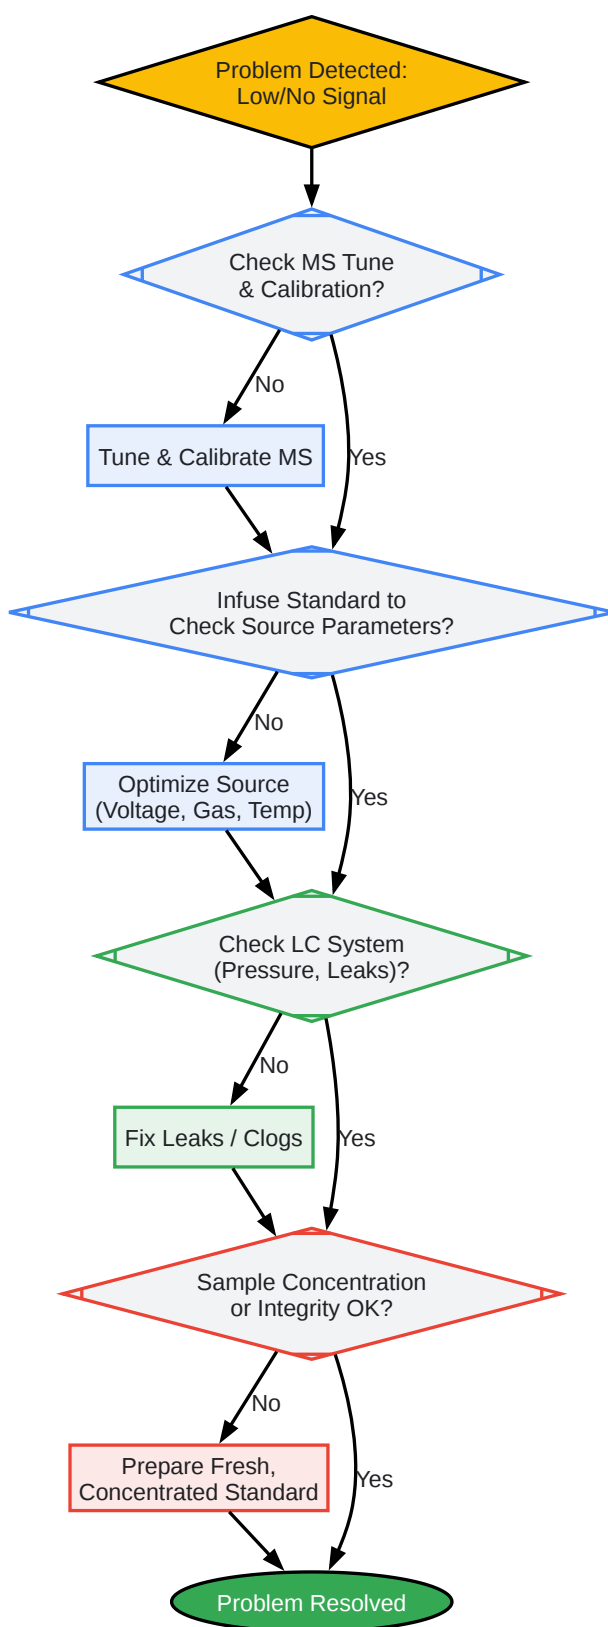 Problem Detected:
Low/No Signal
Check MS Tune
& Calibration?
No
Tune & Calibrate MS
Yes
Infuse Standard to
Check Source Parameters?
No
Optimize Source
(Voltage, Gas, Temp)
Yes
Check LC System
(Pressure, Leaks)?
No
Fix Leaks / Clogs
Yes
Sample Concentration
or Integrity OK?
No
Prepare Fresh,
Concentrated Standard
Yes
Problem Resolved